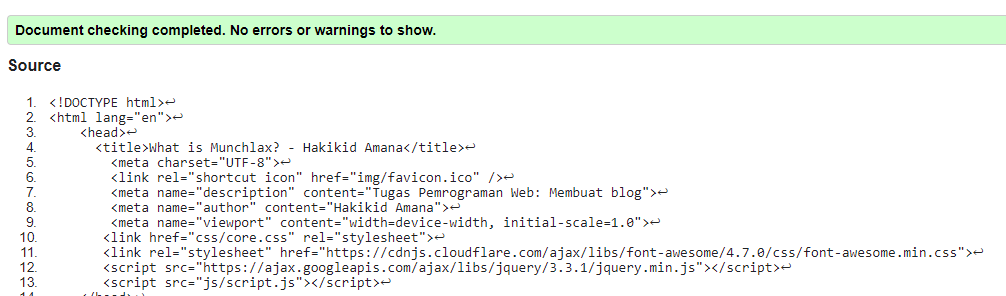 Document checking completed. No errors or warnings to show.
Source
1. <!DOCTYPE html>↩
2. <html lang="en">↩
3. <head>↩
4. <title>What is Munchlax? - Hakikid Amana</title>↩
5. <meta charset="UTF-8">↩
6. <link rel="shortcut icon" href="img/favicon.ico" />↩
7. <meta name="description" content="Tugas Pemrograman Web: Membuat blog">↩
8. <meta name="author" content="Hakikid Amana">↩
9. <meta name="viewport" content="width=device-width, initial-scale=1.0">↩
10. <link href="css/core.css" rel="stylesheet">↩
11. <link rel="stylesheet" href="https://cdnjs.cloudflare.com/ajax/libs/font-awesome/4.7.0/css/font-awesome.min.css">↩
12. <script src="https://ajax.googleapis.com/ajax/libs/jquery/3.3.1/jquery.min.js"></script>↩
13. <script src="js/script.js"></script>↩